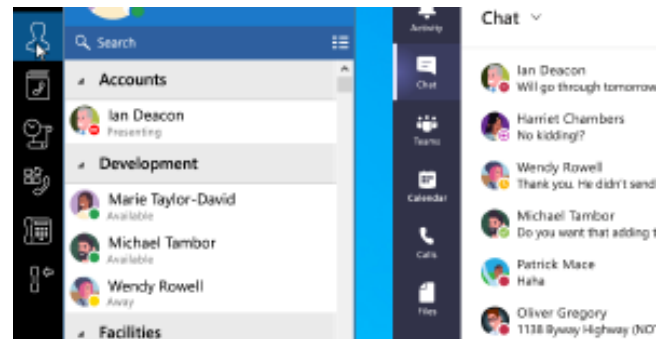 Search
Accounts
Ian Deacon
Presenting
Development
Marie Taylor-David
Available
Michael Tambor
Available
Wendy Rowell
Away
Facilities
Activity
Chat
Teams
Calendar
Calls
Files
Chat
Ian Deacon
Will go through tomorrow
Harriet Chambers
No kidding!?
Wendy Rowell
Thank you. He didn't send
Michael Tambor
Do you want that adding t
Patrick Mace
Haha
Oliver Gregory
1138 Byway Highway (NOT